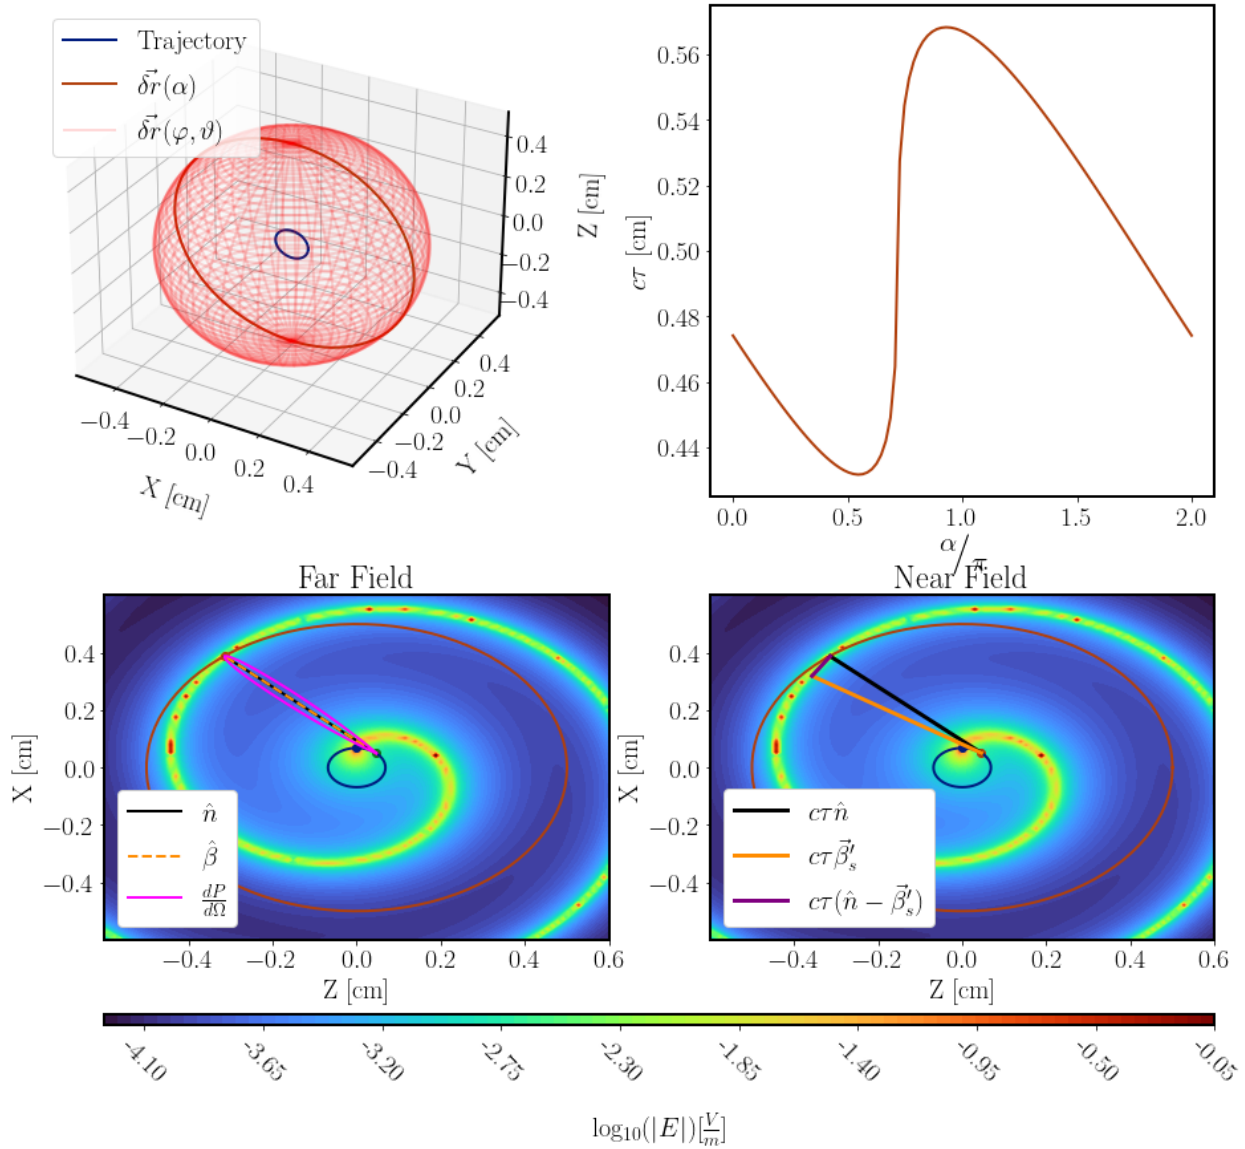 Trajectory
δr⃗(α)
δr⃗(φ, ϑ)
0.4
0.2
0.0
−0.2
−0.4
Z [cm]
−0.4
−0.2
0.0
0.2
0.4
X [cm]
−0.4
−0.2
0.0
0.2
0.4
Y [cm]
0.56
0.54
0.52
0.50
0.48
0.46
0.44
cτ [cm]
0.0 0.5 1.0 1.5 2.0
α/π
Far Field
0.4
0.2
0.0
−0.2
−0.4
X [cm]
n̂
β̂
dP/dΩ
−0.4 −0.2 0.0 0.2 0.4 0.6
Z [cm]
Near Field
0.4
0.2
0.0
−0.2
−0.4
X [cm]
cτn̂
cτβ⃗′ₛ
cτ(n̂ − β⃗′ₛ)
−0.4 −0.2 0.0 0.2 0.4 0.6
Z [cm]
-4.10 -3.65 -3.20 -2.75 -2.30 -1.85 -1.40 -0.95 -0.50 -0.05
log₁₀(|E|)[V/m]